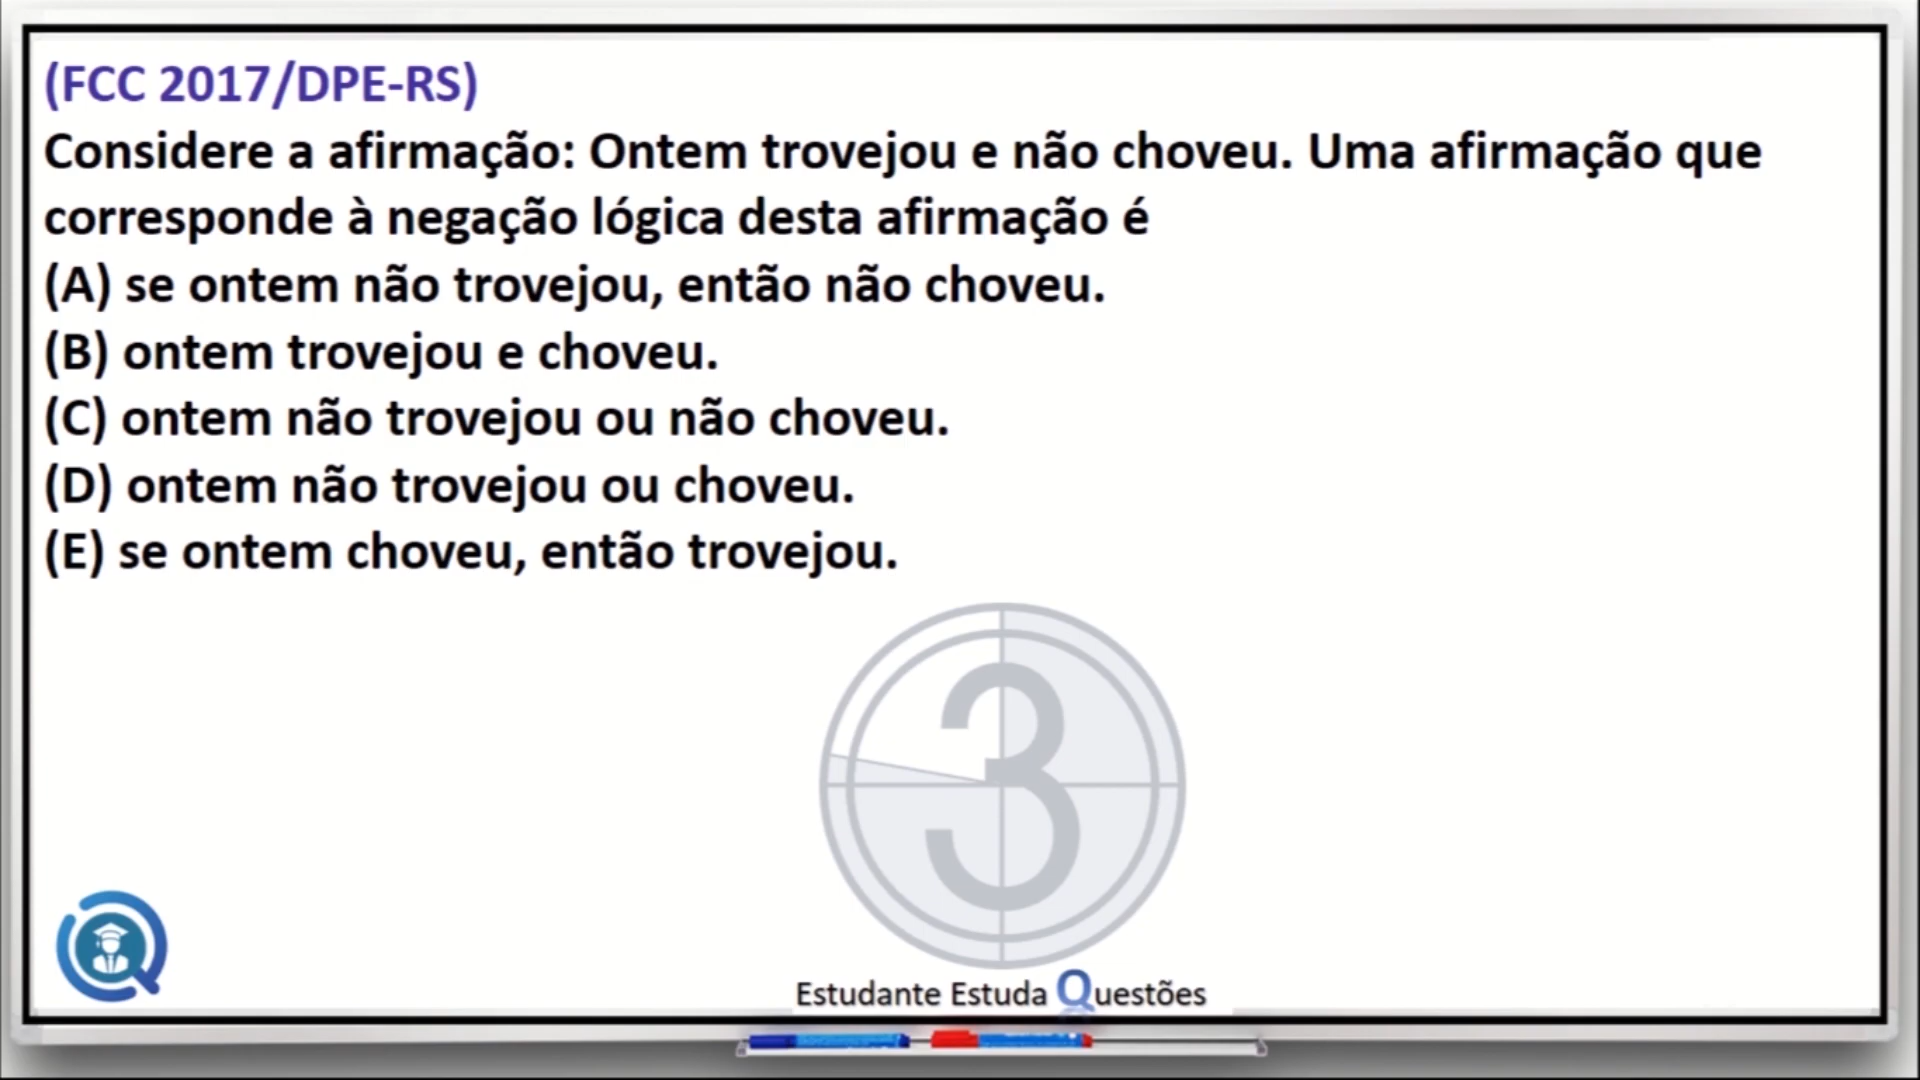 (FCC 2017/DPE-RS)
Considere a afirmação: Ontem trovejou e não choveu. Uma afirmação que
corresponde à negação lógica desta afirmação é
(A) se ontem não trovejou, então não choveu.
(B) ontem trovejou e choveu.
(C) ontem não trovejou ou não choveu.
(D) ontem não trovejou ou choveu.
(E) se ontem choveu, então trovejou.
3
Estudante Estuda Questões